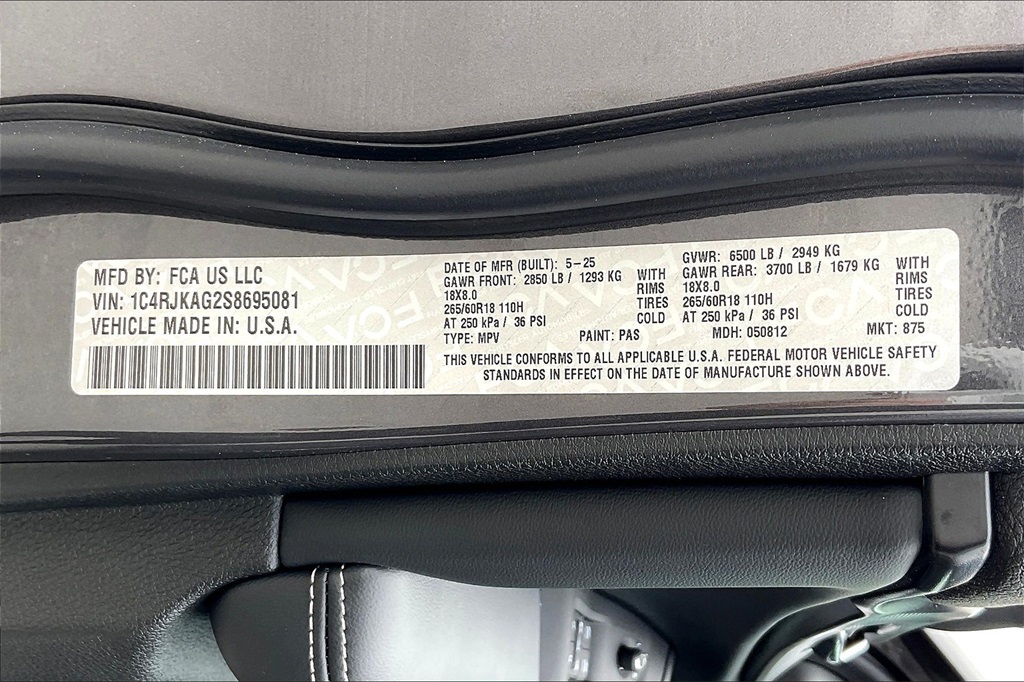 MFD BY: FCA US LLC
VIN: 1C4RJKAG2S8695081
VEHICLE MADE IN: U.S.A.
DATE OF MFR (BUILT): 5-25
GAWR FRONT: 2850 LB / 1293 KG WITH
18X8.0 RIMS
265/60R18 110H TIRES
AT 250 kPa / 36 PSI COLD
TYPE: MPV PAINT: PAS
GVWR: 6500 LB / 2949 KG
GAWR REAR: 3700 LB / 1679 KG WITH
18X8.0 RIMS
265/60R18 110H TIRES
AT 250 kPa / 36 PSI COLD
MDH: 050812 MKT: 875
THIS VEHICLE CONFORMS TO ALL APPLICABLE U.S.A. FEDERAL MOTOR VEHICLE SAFETY
STANDARDS IN EFFECT ON THE DATE OF MANUFACTURE SHOWN ABOVE.